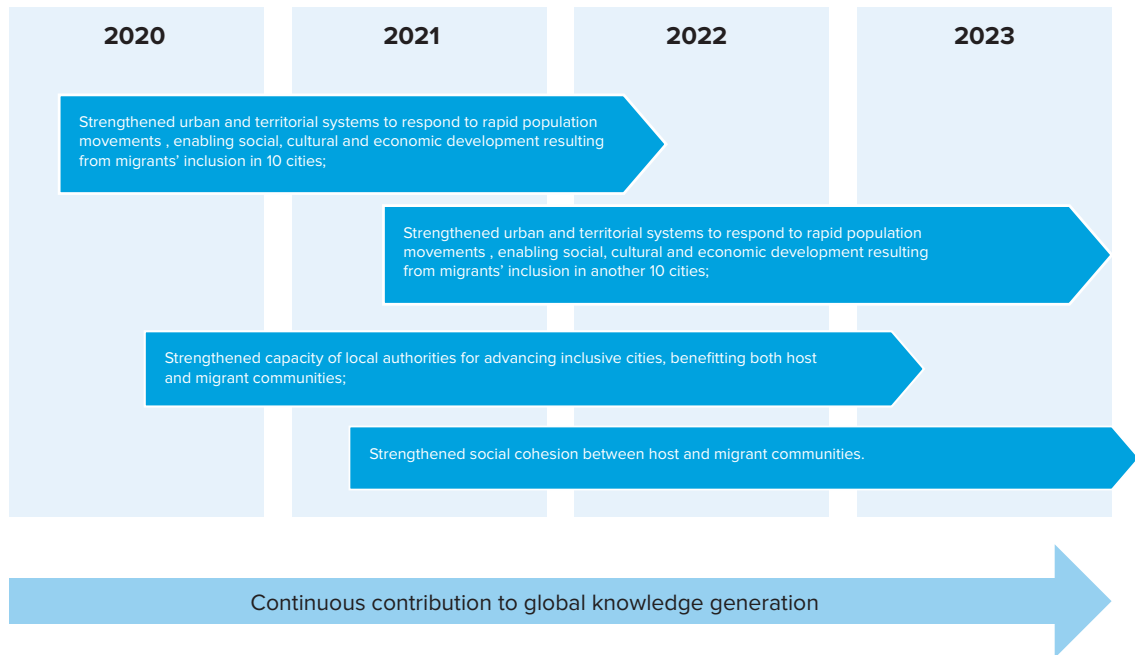 2020
2021
2022
2023
Strengthened urban and territorial systems to respond to rapid population
movements , enabling social, cultural and economic development resulting
from migrants’ inclusion in 10 cities;
Strengthened urban and territorial systems to respond to rapid population
movements , enabling social, cultural and economic development resulting
from migrants’ inclusion in another 10 cities;
Strengthened capacity of local authorities for advancing inclusive cities, benefitting both host
and migrant communities;
Strengthened social cohesion between host and migrant communities.
Continuous contribution to global knowledge generation